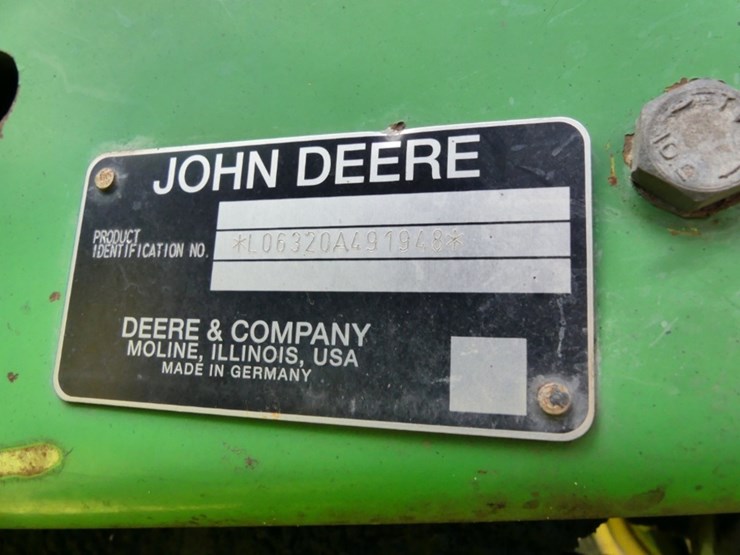 JOHN DEERE
PRODUCT
IDENTIFICATION NO.
*L06320A491948*
DEERE & COMPANY
MOLINE, ILLINOIS, USA
MADE IN GERMANY